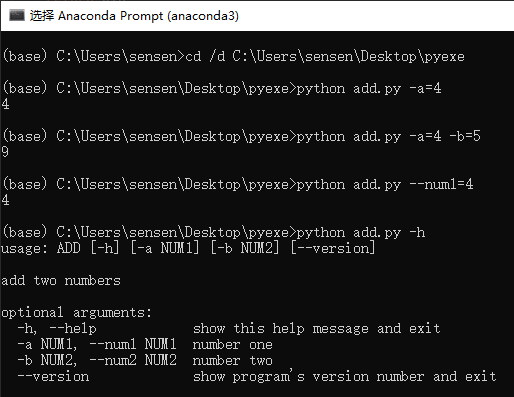 选择 Anaconda Prompt (anaconda3)
(base) C:\Users\sensen>cd /d C:\Users\sensen\Desktop\pyexe
(base) C:\Users\sensen\Desktop\pyexe>python add.py -a=4
4
(base) C:\Users\sensen\Desktop\pyexe>python add.py -a=4 -b=5
9
(base) C:\Users\sensen\Desktop\pyexe>python add.py --num1=4
4
(base) C:\Users\sensen\Desktop\pyexe>python add.py -h
usage: ADD [-h] [-a NUM1] [-b NUM2] [--version]
add two numbers
optional arguments:
  -h, --help            show this help message and exit
  -a NUM1, --num1 NUM1  number one
  -b NUM2, --num2 NUM2  number two
  --version             show program's version number and exit